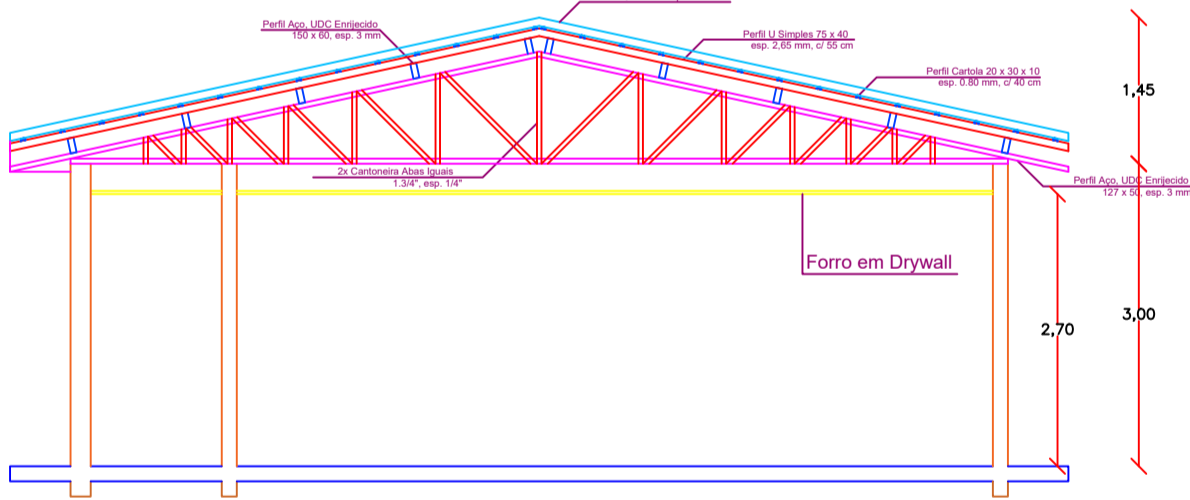 Perfil Aço, UDC Enrijecido
150 x 60, esp. 3 mm
Perfil U Simples 75 x 40
esp. 2,65 mm, c/ 55 cm
Perfil Cartola 20 x 30 x 10
esp. 0.80 mm, c/ 40 cm
1,45
2x Cantoneira Abas Iguais
1.3/4", esp. 1/4"
Perfil Aço, UDC Enrijecido
127 x 50, esp. 3 mm
Forro em Drywall
2,70
3,00